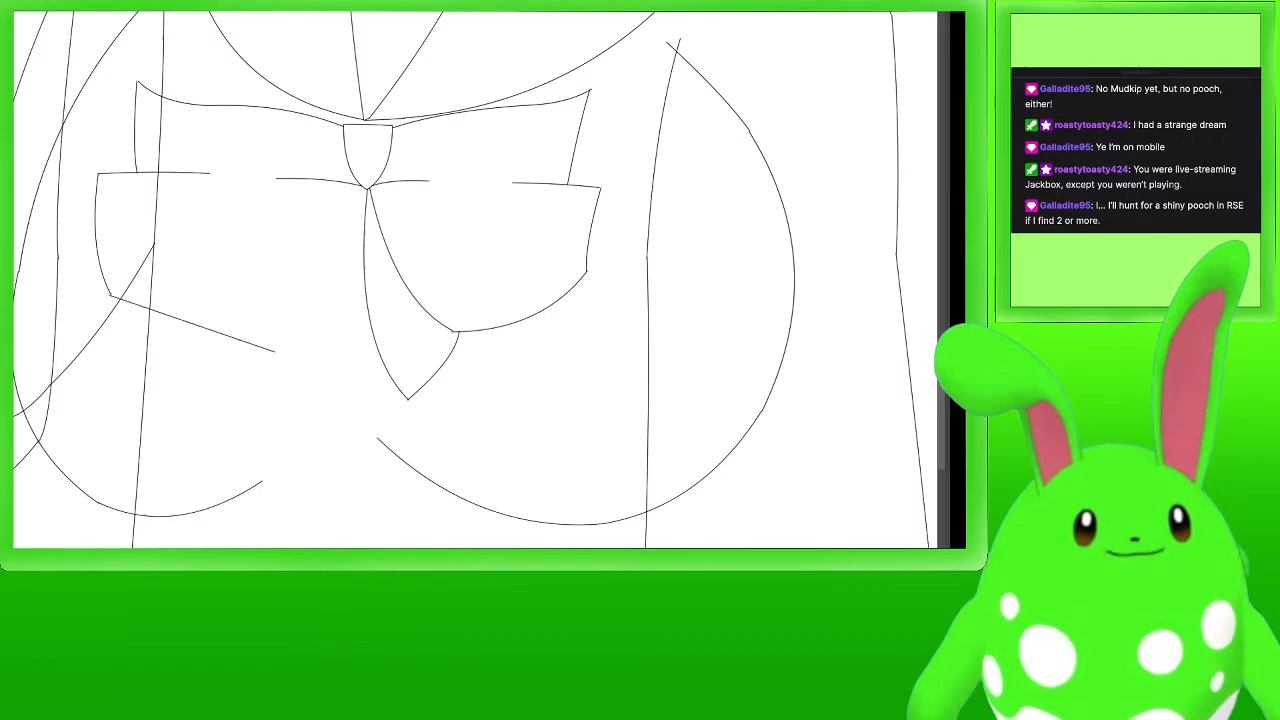 Galladite95: No Mudkip yet, but no pooch,
either!
roastytoasty424: I had a strange dream
Galladite95: Ye I'm on mobile
roastytoasty424: You were live-streaming
Jackbox, except you weren't playing.
Galladite95: I... I'll hunt for a shiny pooch in RSE
if I find 2 or more.